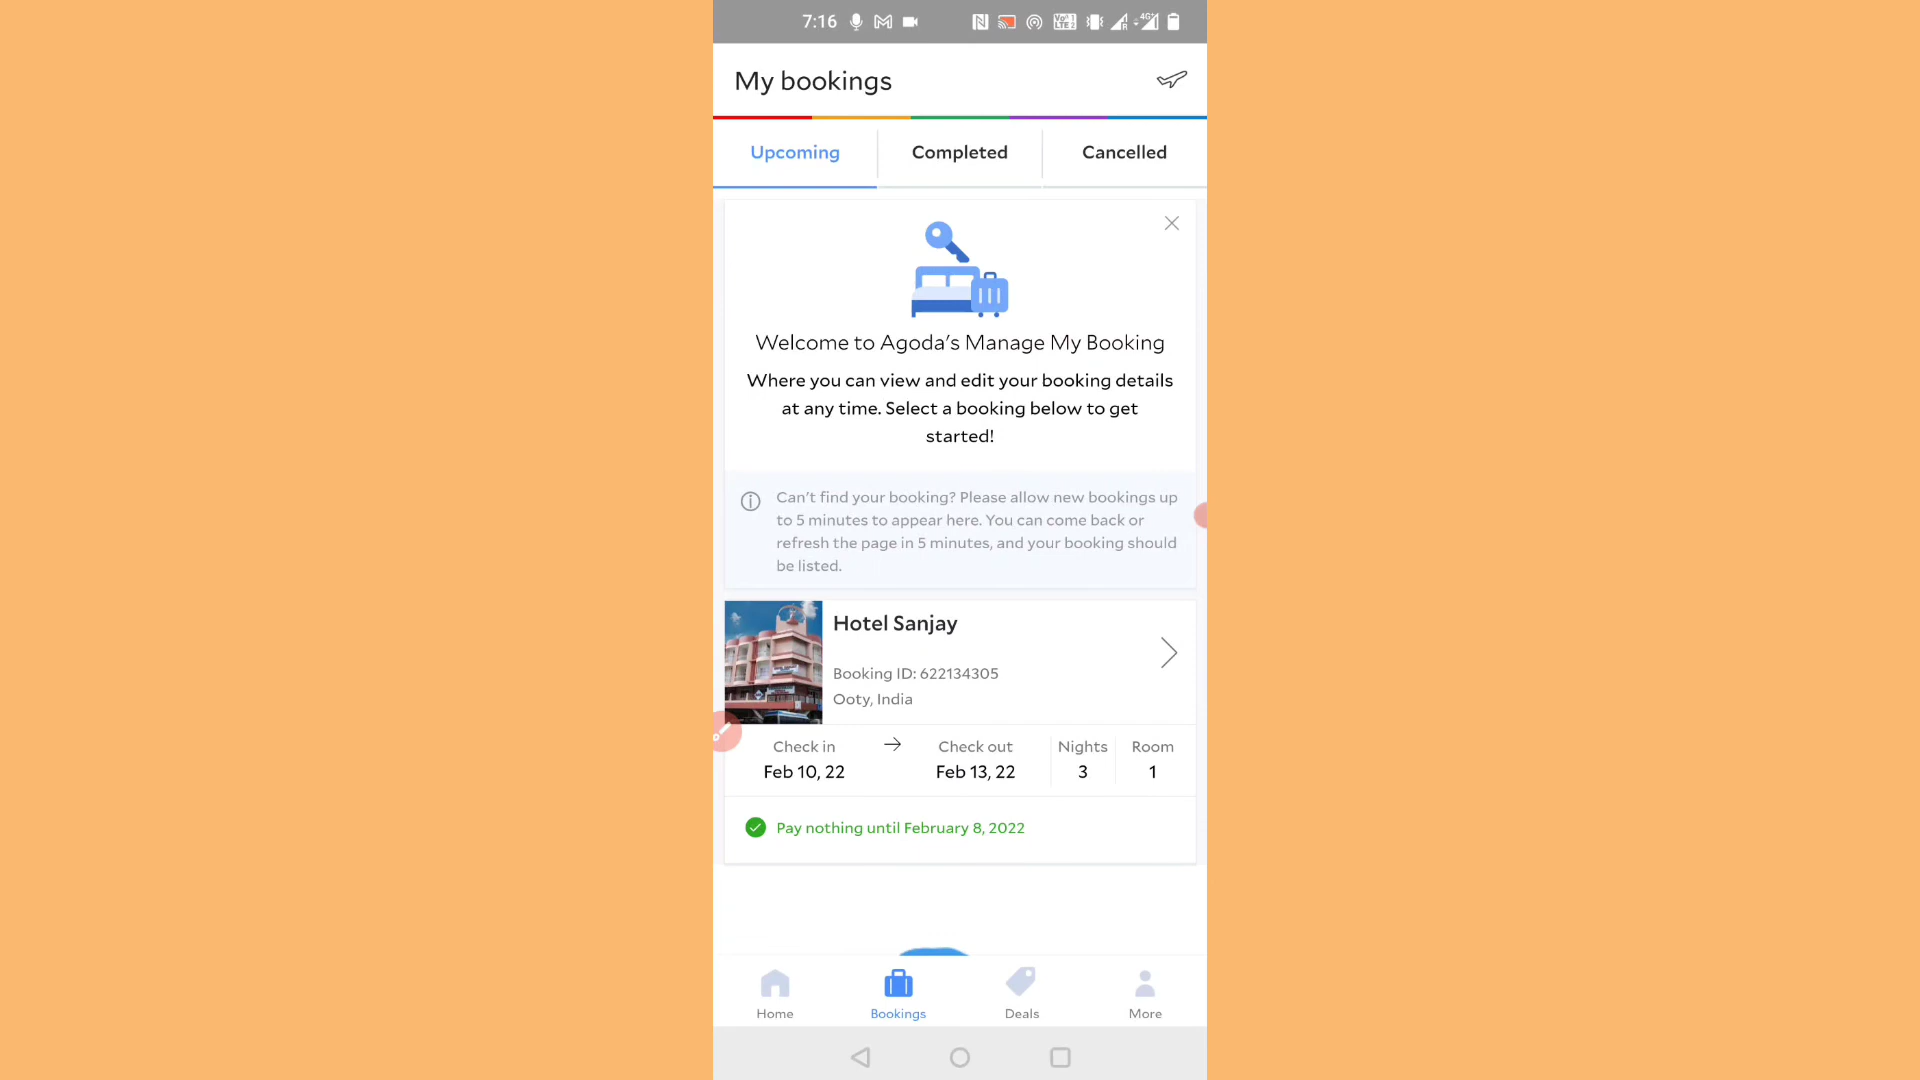 7:16
My bookings
Upcoming
Completed
Cancelled
Welcome to Agoda's Manage My Booking
Where you can view and edit your booking details
at any time. Select a booking below to get
started!
Can't find your booking? Please allow new bookings up
to 5 minutes to appear here. You can come back or
refresh the page in 5 minutes, and your booking should
be listed.
Hotel Sanjay
Booking ID: 622134305
Ooty, India
Check in
Check out
Nights
Room
Feb 10, 22
Feb 13, 22
3
1
Pay nothing until February 8, 2022
Home
Bookings
Deals
More